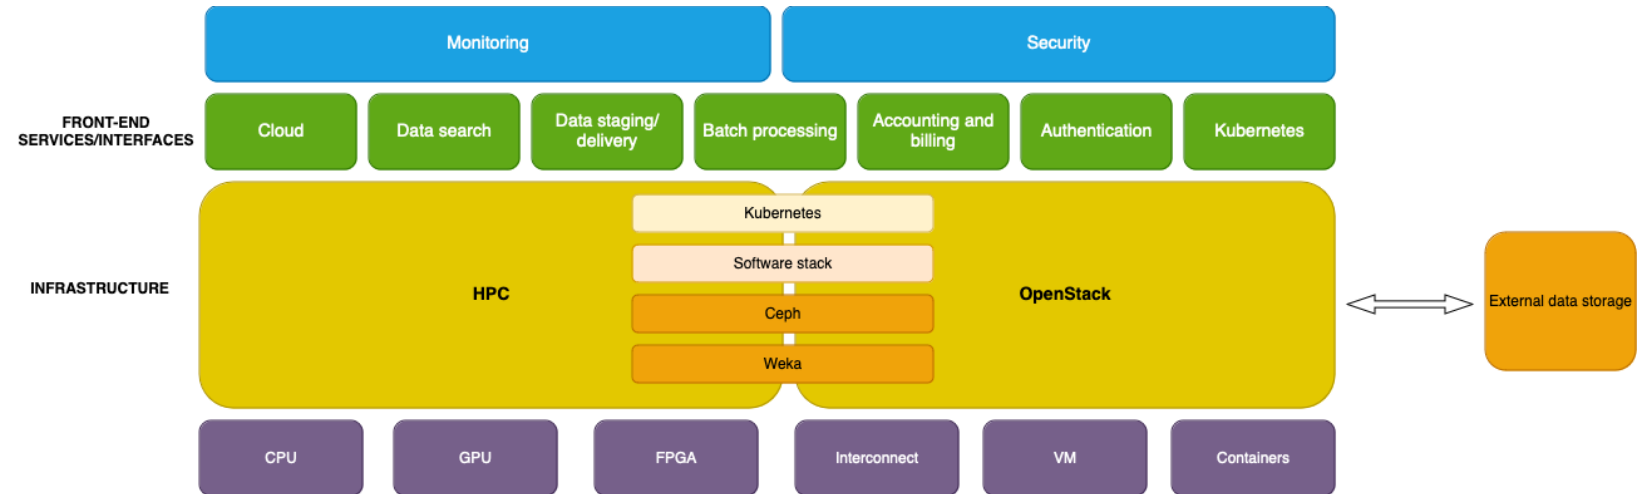 Monitoring
Security
FRONT-END
SERVICES/INTERFACES
Cloud
Data search
Data staging/
delivery
Batch processing
Accounting and
billing
Authentication
Kubernetes
INFRASTRUCTURE
HPC
Kubernetes
Software stack
Ceph
Weka
OpenStack
External data storage
CPU
GPU
FPGA
Interconnect
VM
Containers